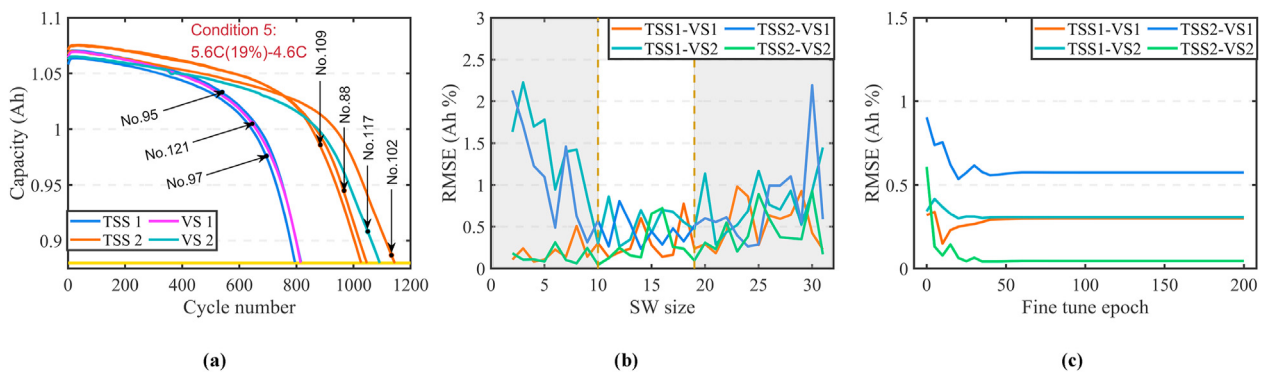 1.1
1.05
1
0.95
0.9
Capacity (Ah)
Condition 5:
5.6C(19%)-4.6C
No.109
No.88
No.117
No.102
No.95
No.121
No.97
TSS 1 VS 1
TSS 2 VS 2
0 200 400 600 800 1000 1200
Cycle number
(a)
3
2.5
2
1.5
1
0.5
0
RMSE (Ah %)
TSS1-VS1 TSS2-VS1
TSS1-VS2 TSS2-VS2
0 5 10 15 20 25 30
SW size
(b)
1.5
1
0.5
0
RMSE (Ah %)
TSS1-VS1 TSS2-VS1
TSS1-VS2 TSS2-VS2
0 50 100 150 200
Fine tune epoch
(c)